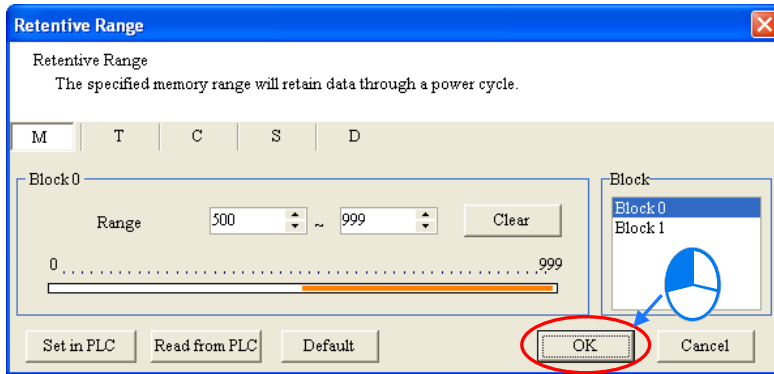 Retentive Range
Retentive Range
The specified memory range will retain data through a power cycle.
M T C S D
Block 0
Range 500 ~ 999 Clear
0 999
Block
Block 0
Block 1
Set in PLC Read from PLC Default OK Cancel